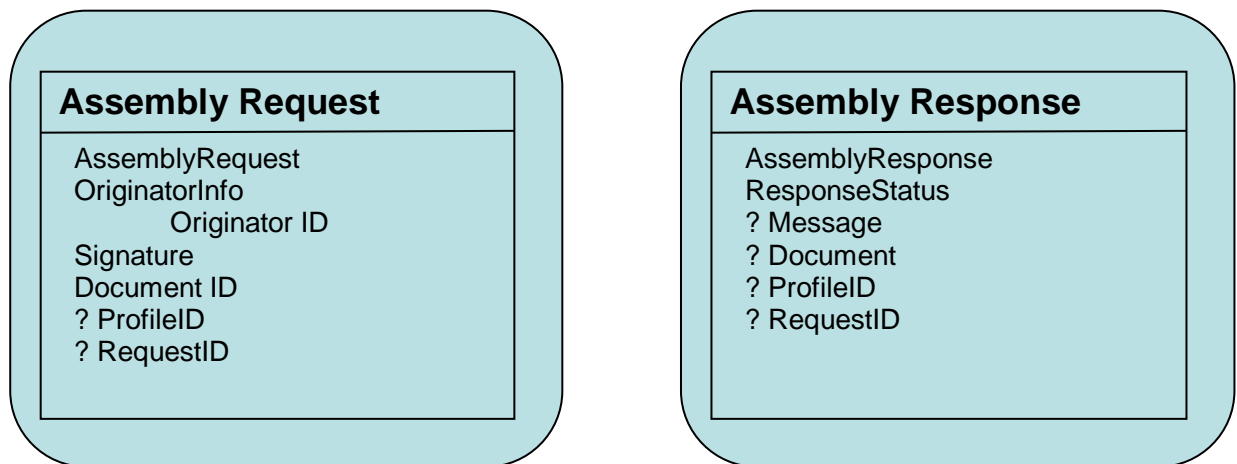 Assembly Request
AssemblyRequest
OriginatorInfo
Originator ID
Signature
Document ID
? ProfileID
? RequestID
Assembly Response
AssemblyResponse
ResponseStatus
? Message
? Document
? ProfileID
? RequestID